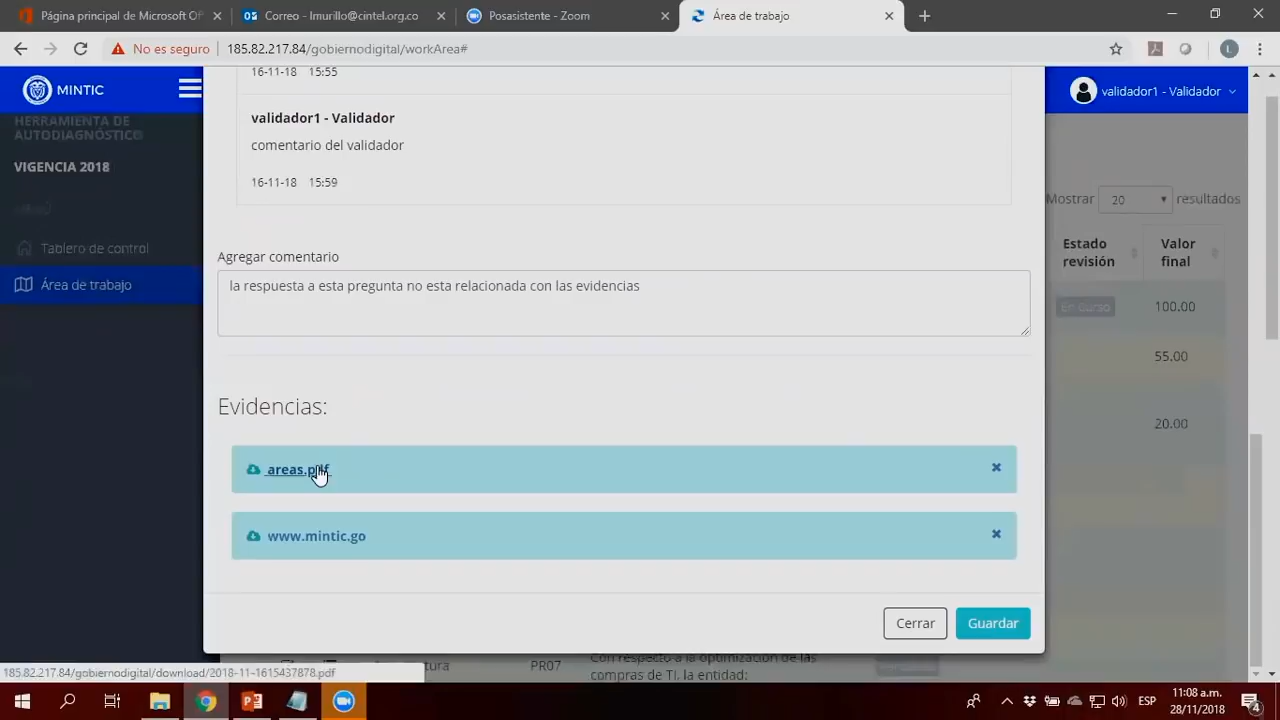 Página principal de Microsoft Of
Correo - lmurillo@cintel.org.co
Posasistente - Zoom
Área de trabajo
No es seguro
185.82.217.84/gobiernodigital/workArea#
L
MINTIC
validador1 - Validador
HERRAMIENTA DE
AUTODIAGNÓSTICO
VIGENCIA 2018
Tablero de control
Área de trabajo
16-11-18 15:55
validador1 - Validador
comentario del validador
16-11-18 15:59
Agregar comentario
la respuesta a esta pregunta no esta relacionada con las evidencias
Evidencias:
areas.pdf
www.mintic.go
Cerrar
Guardar
Mostrar 20 resultados
Estado
revisión
Valor
final
En Curso
100.00
55.00
20.00
PR07
Con respecto a la optimización de las
compras de TI, la entidad:
185.82.217.84/gobiernodigital/download/2018-11-1615437878.pdf
ESP
11:08 a.m.
28/11/2018
4